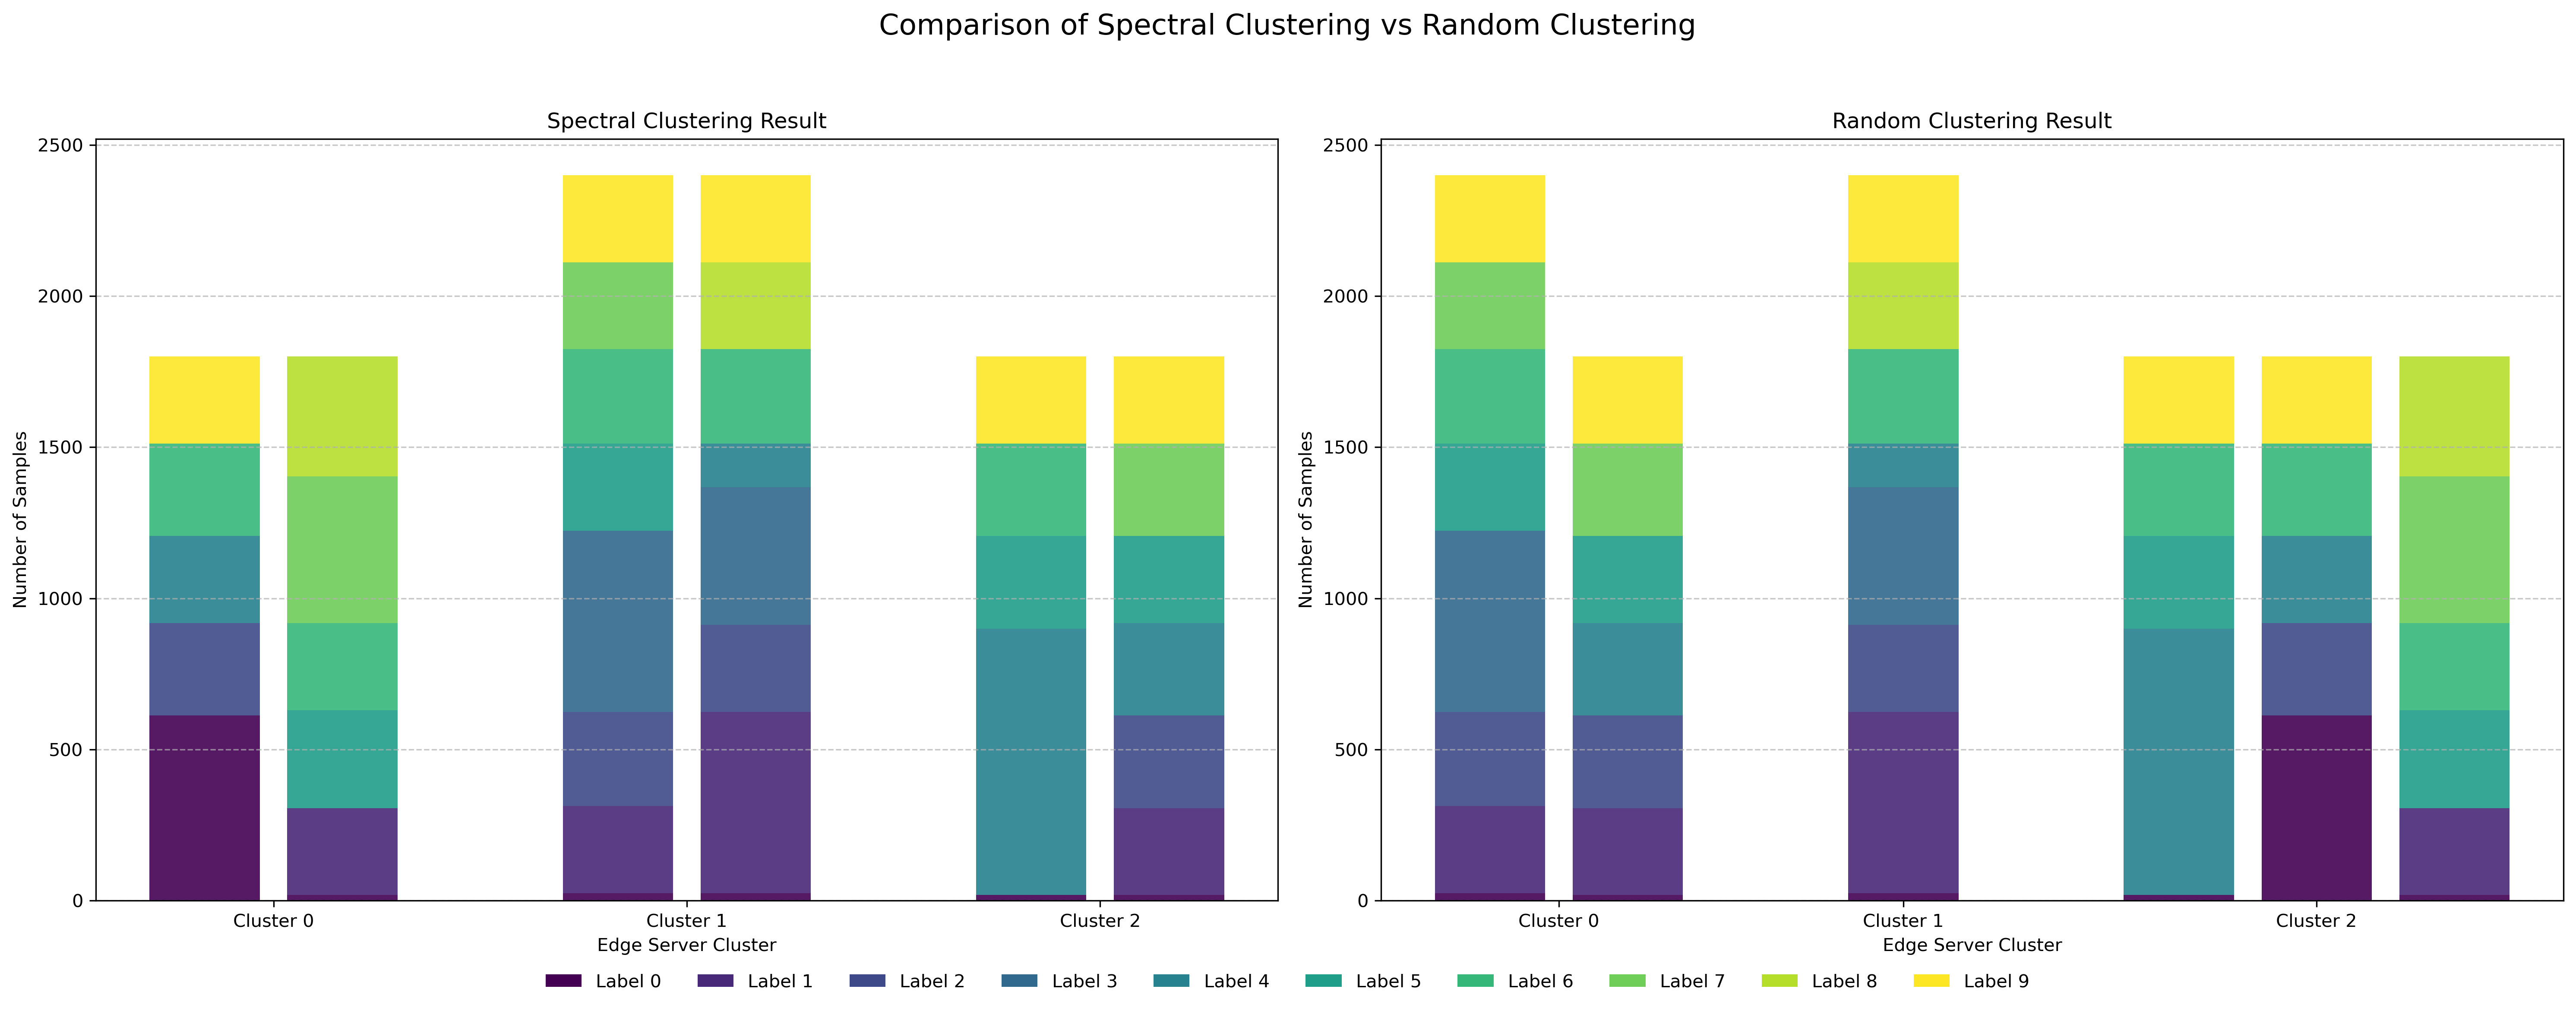 Comparison of Spectral Clustering vs Random Clustering
Spectral Clustering Result
Number of Samples
2500
2000
1500
1000
500
0
Cluster 0
Cluster 1
Cluster 2
Edge Server Cluster
Random Clustering Result
Number of Samples
2500
2000
1500
1000
500
0
Cluster 0
Cluster 1
Cluster 2
Edge Server Cluster
Label 0 Label 1 Label 2 Label 3 Label 4 Label 5 Label 6 Label 7 Label 8 Label 9